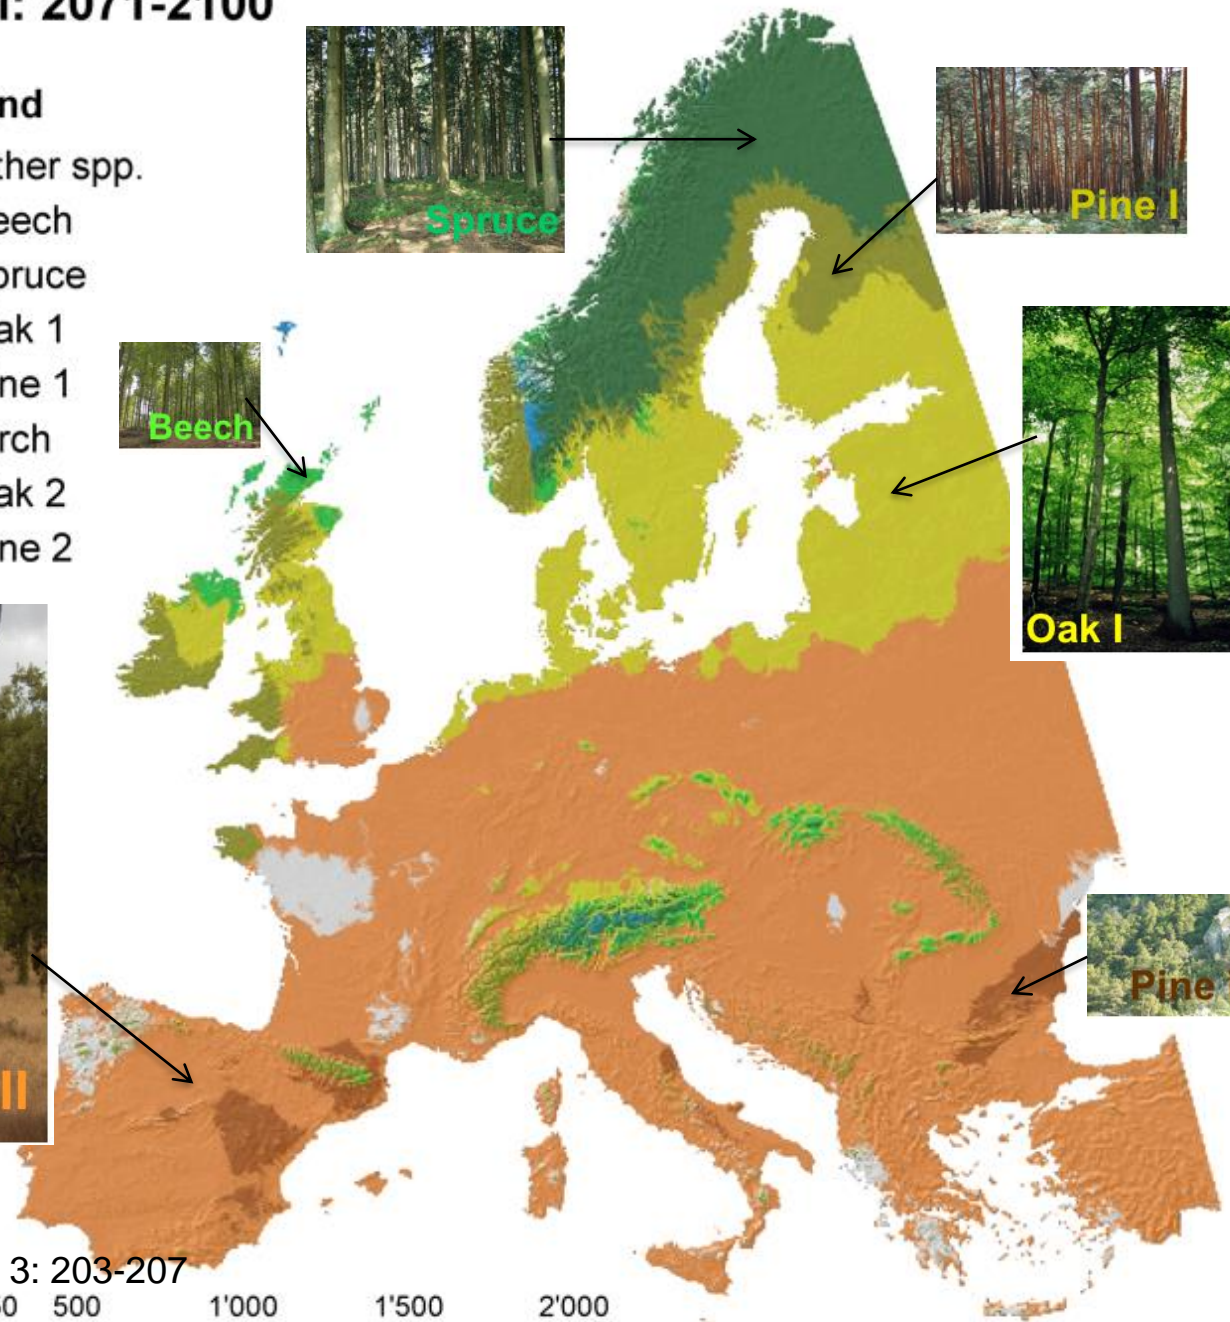 2071-2100
nd
ther spp.
eech
pruce
ak 1
ne 1
rch
ak 2
ne 2
Spruce
Pine I
Beech
Oak I
Pine
II
3: 203-207
500 1'000 1'500 2'000